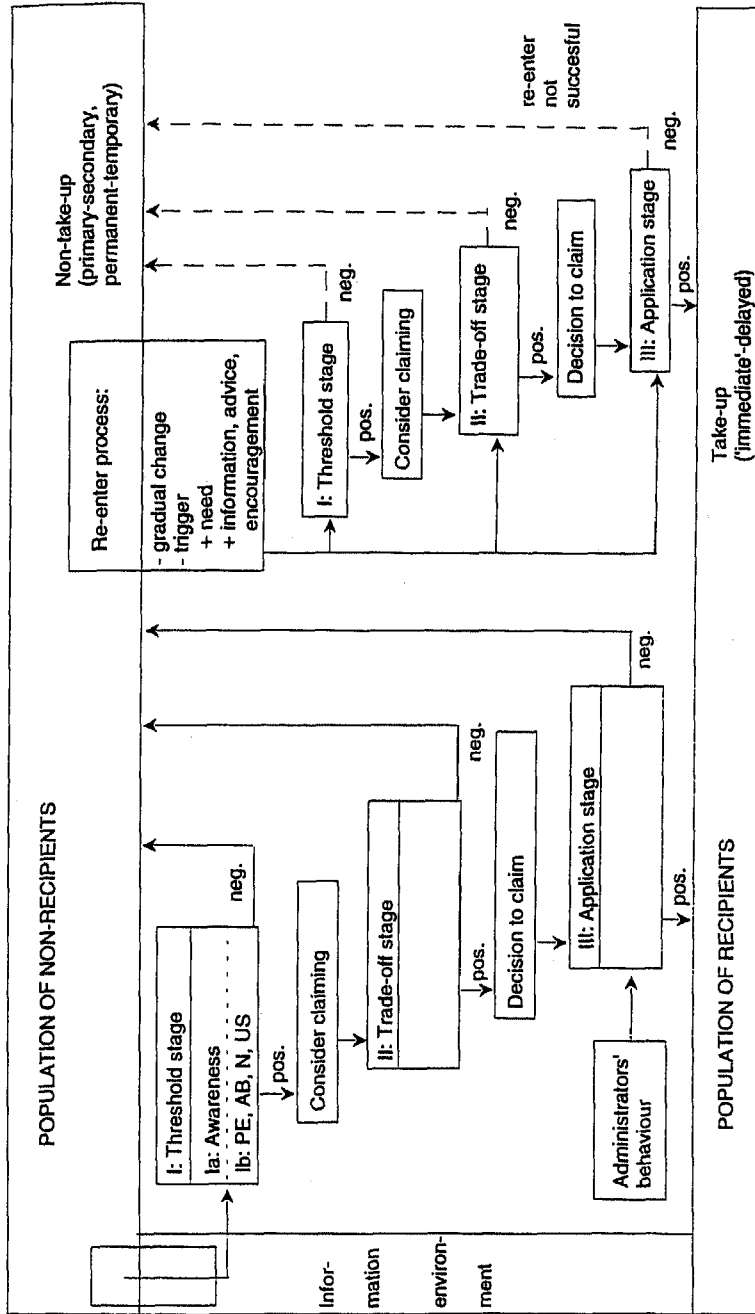 POPULATION OF NON-RECIPIENTS
Non-take-up
(primary-secondary,
permanent-temporary)
Re-enter process:
- gradual change
- trigger
+ need
+ information, advice,
encouragement
I: Threshold stage
Ia: Awareness
Ib: PE, AB, N, US
neg.
pos.
Consider claiming
II: Trade-off stage
neg.
pos.
Decision to claim
III: Application stage
neg.
pos.
Administrators'
behaviour
Infor-
mation
environ-
ment
I: Threshold stage
neg.
pos.
Consider claiming
II: Trade-off stage
neg.
pos.
Decision to claim
III: Application stage
neg.
pos.
re-enter
not
succesful
POPULATION OF RECIPIENTS
Take-up
('immediate'-delayed)